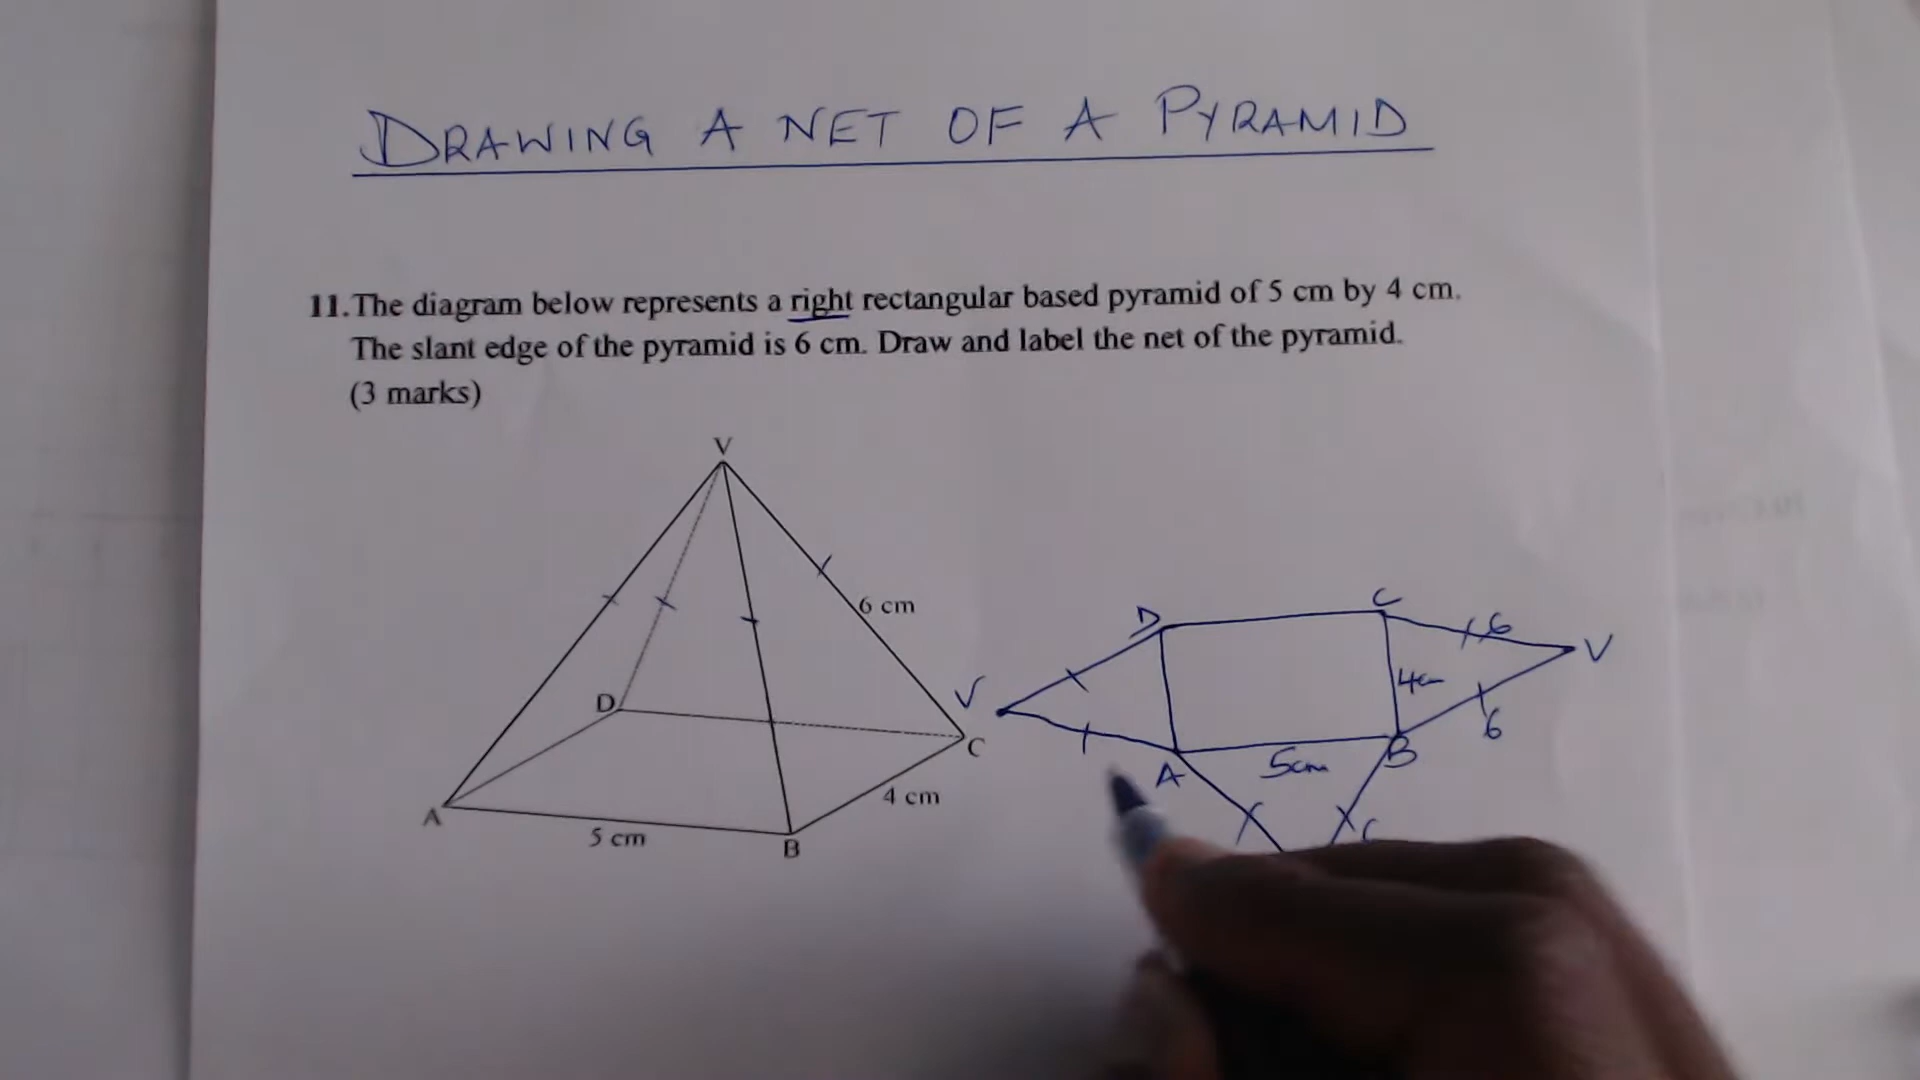 DRAWING A NET OF A PYRAMID
11. The diagram below represents a right rectangular based pyramid of 5 cm by 4 cm.
The slant edge of the pyramid is 6 cm. Draw and label the net of the pyramid.
(3 marks)
V
6 cm
D
C
A
4 cm
5 cm
B
D
C
6
V
4cm
V
6
B
A
5cm